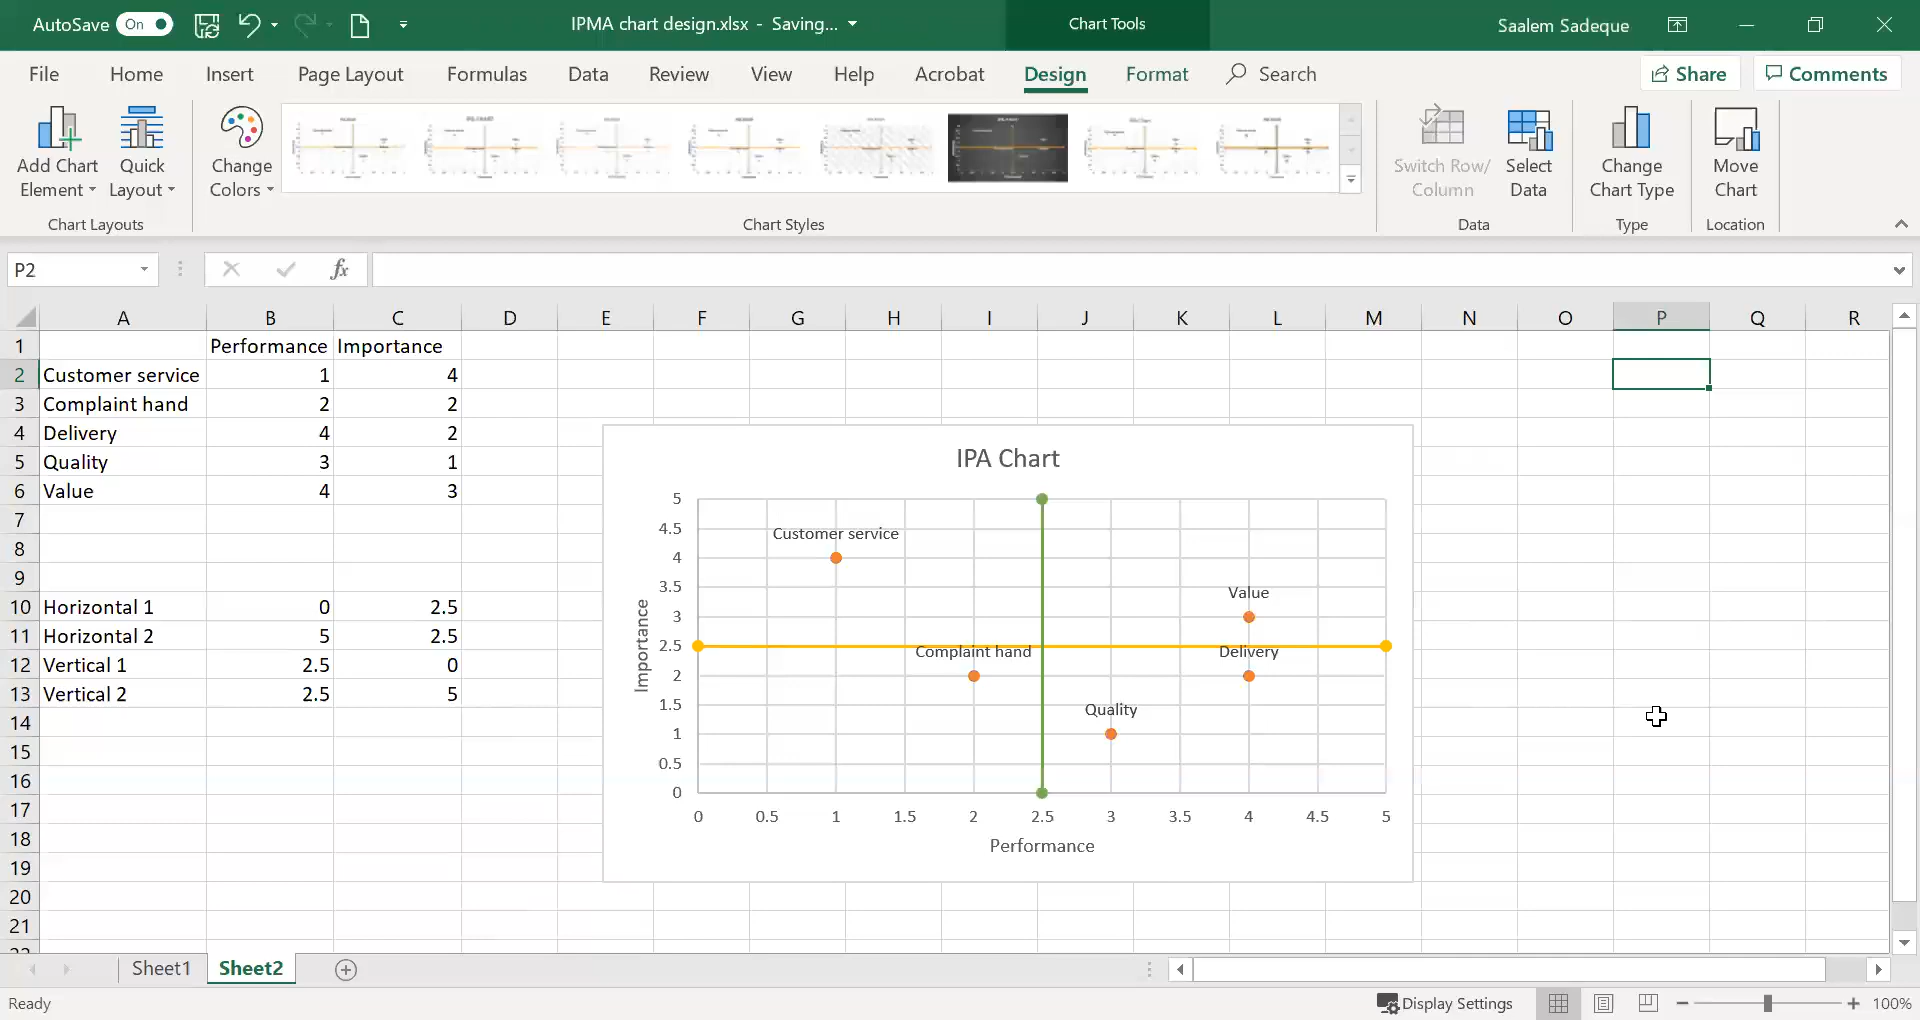 AutoSave On IPMA chart design.xlsx - Saving... Chart Tools Saalem Sadeque
File Home Insert Page Layout Formulas Data Review View Help Acrobat Design Format Search Share Comments
Add Chart Element Quick Layout Change Colors Switch Row/ Column Select Data Change Chart Type Move Chart
Chart Layouts Chart Styles Data Type Location
P2 fx
A B C D E F G H I J K L M N O P Q R
1 Performance Importance
2 Customer service 1 4
3 Complaint hand 2 2
4 Delivery 4 2
5 Quality 3 1
6 Value 4 3
7
8
9
10 Horizontal 1 0 2.5
11 Horizontal 2 5 2.5
12 Vertical 1 2.5 0
13 Vertical 2 2.5 5
14
15
16
17
18
19
20
21
22
IPA Chart
5
4.5 Customer service
4
3.5 Value
3
2.5 Complaint hand Delivery
2
1.5 Quality
1
0.5
0
Importance
0 0.5 1 1.5 2 2.5 3 3.5 4 4.5 5
Performance
Sheet1 Sheet2
Ready Display Settings 100%